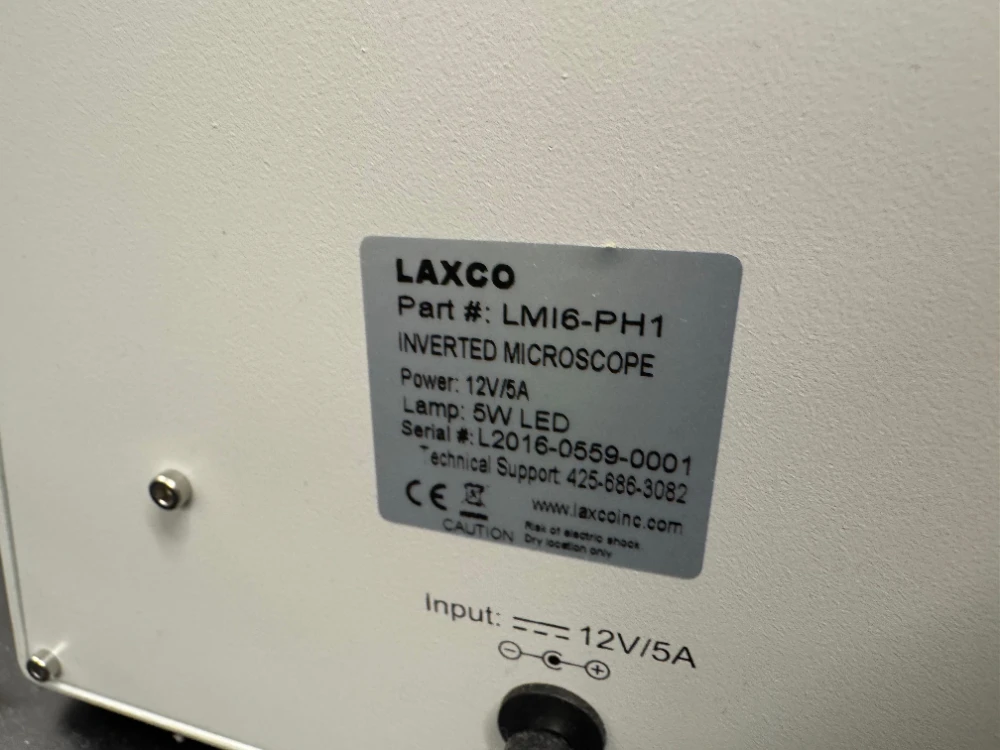 LAXCO
Part #: LMI6-PH1
INVERTED MICROSCOPE
Power: 12V/5A
Lamp: 5W LED
Serial #: L2016-0559-0001
Technical Support 425-686-3082
CE www.laxcoinc.com
CAUTION Risk of electric shock
Dry location only
Input: 12V/5A